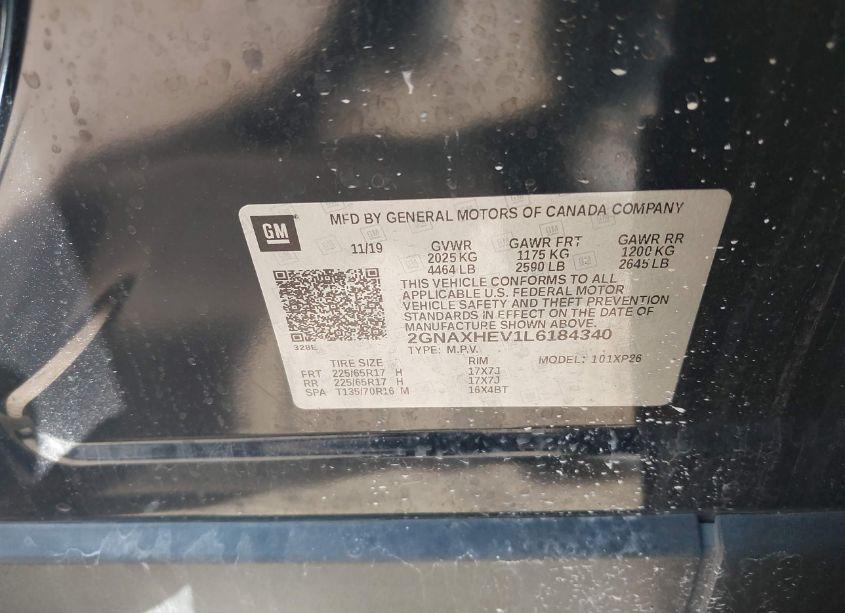 GM
MFD BY GENERAL MOTORS OF CANADA COMPANY
11/19 GVWR GAWR FRT GAWR RR
2025 KG 1175 KG 1200 KG
4464 LB 2590 LB 2645 LB
THIS VEHICLE CONFORMS TO ALL
APPLICABLE U.S. FEDERAL MOTOR
VEHICLE SAFETY AND THEFT PREVENTION
STANDARDS IN EFFECT ON THE DATE OF
MANUFACTURE SHOWN ABOVE.
2GNAXHEV1L6184340
328E
TYPE: M.P.V. MODEL: 101XP26
TIRE SIZE RIM
FRT 225/65R17 H 17X7J
RR 225/65R17 H 17X7J
SPA T135/70R16 M 16X4BT